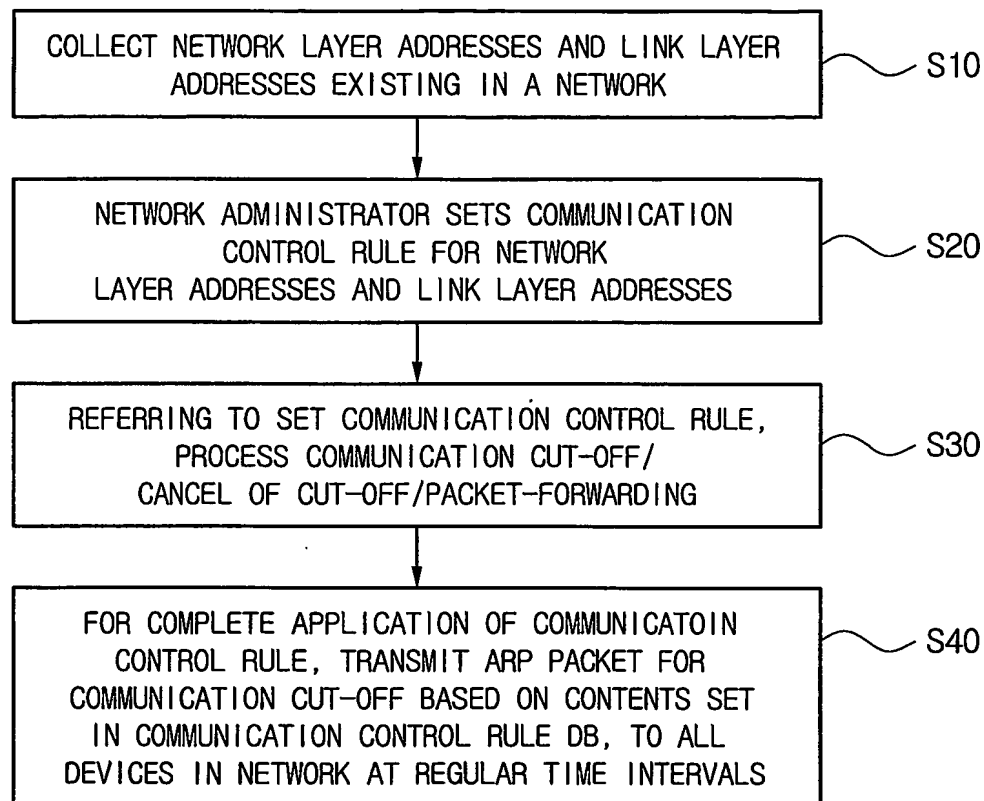 COLLECT NETWORK LAYER ADDRESSES AND LINK LAYER
ADDRESSES EXISTING IN A NETWORK
S10
NETWORK ADMINISTRATOR SETS COMMUNICATION
CONTROL RULE FOR NETWORK
LAYER ADDRESSES AND LINK LAYER ADDRESSES
S20
REFERRING TO SET COMMUNICATION CONTROL RULE,
PROCESS COMMUNICATION CUT-OFF/
CANCEL OF CUT-OFF/PACKET-FORWARDING
S30
FOR COMPLETE APPLICATION OF COMMUNICATOIN
CONTROL RULE, TRANSMIT ARP PACKET FOR
COMMUNICATION CUT-OFF BASED ON CONTENTS SET
IN COMMUNICATION CONTROL RULE DB, TO ALL
DEVICES IN NETWORK AT REGULAR TIME INTERVALS
S40